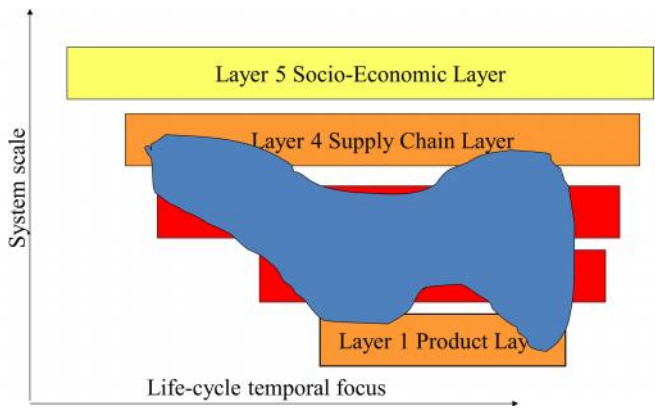 Layer 5 Socio-Economic Layer
Layer 4 Supply Chain Layer
Layer 1 Product Lay
System scale
Life-cycle temporal focus